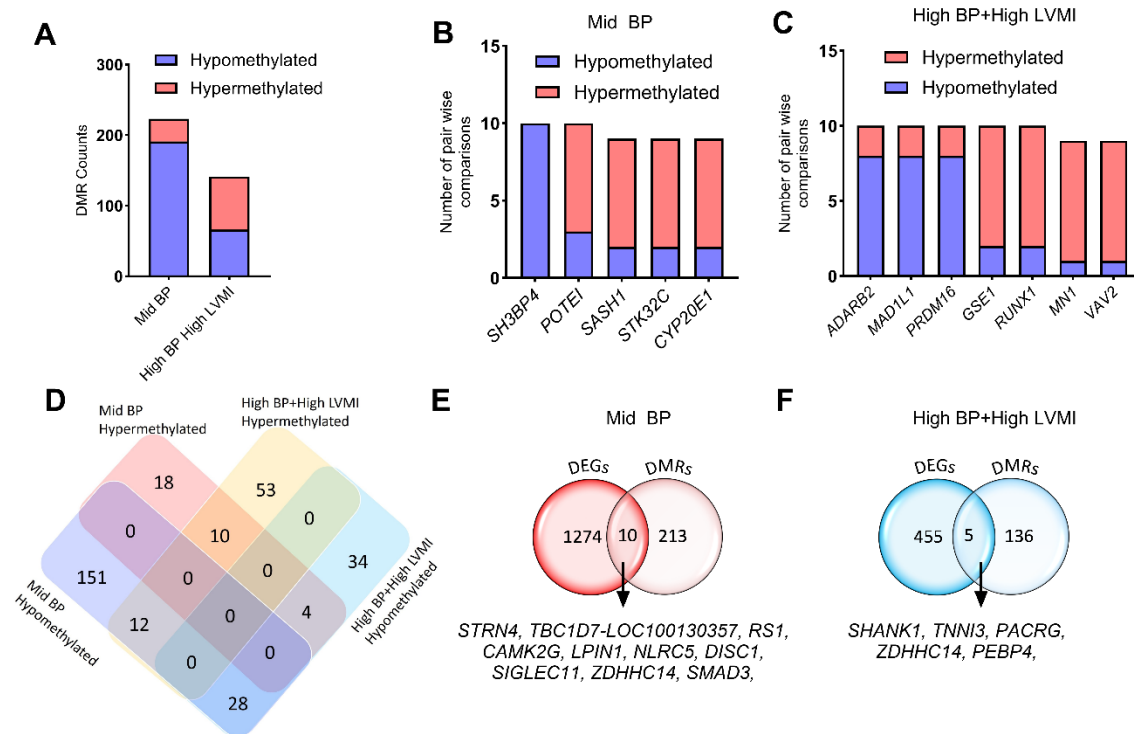 A
Hypomethylated
Hypermethylated
DMR Couunts
300
200
100
0
Mid BP
High BP High LVMI
B
Mid BP
Hypomethylated
Hypermethylated
Number of pair wise
comparisons
15
10
5
0
SH3BP4
POTEI
SASH1
STK32C
CYP20E1
C
High BP+High LVMI
Hypermethylated
Hypomethylated
Number of pair wise
comparisons
15
10
5
0
ADARB2
MAD1L1
PRDM16
GSE1
RUNX1
MN1
VAV2
D
Mid BP
Hypermethylated
High BP+High LVMI
Hypermethylated
18
53
0
10
0
151
0
0
34
12
0
4
0
0
28
Mid BP
Hypomethylated
High BP+High LVMI
Hypomethylated
E
Mid BP
DEGs
DMRs
1274
10
213
STRN4, TBC1D7-LOC100130357, RS1,
CAMK2G, LPIN1, NLRC5, DISC1,
SIGLEC11, ZDHHC14, SMAD3,
F
High BP+High LVMI
DEGs
DMRs
455
5
136
SHANK1, TNNI3, PACRG,
ZDHHC14, PEBP4,